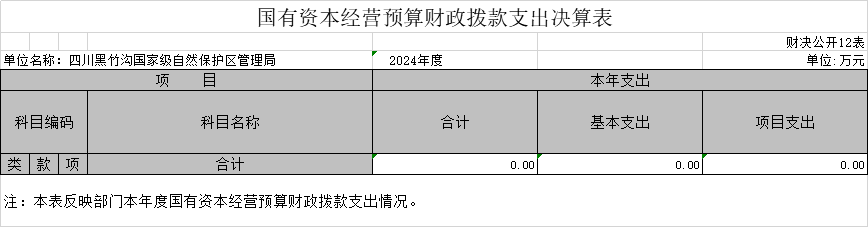 国有资本经营预算财政拨款支出决算表
财决公开12表
单位名称：四川黑竹沟国家级自然保护区管理局 2024年度 单位:万元
项 目 本年支出
科目编码 科目名称 合计 基本支出 项目支出
类 款 项 合计 0.00 0.00 0.00
注：本表反映部门本年度国有资本经营预算财政拨款支出情况。